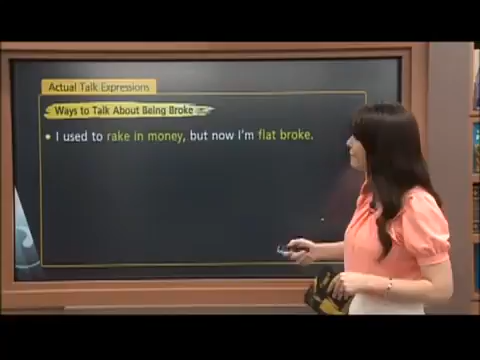 Actual Talk Expressions
Ways to Talk About Being Broke
• I used to rake in money, but now I'm flat broke.